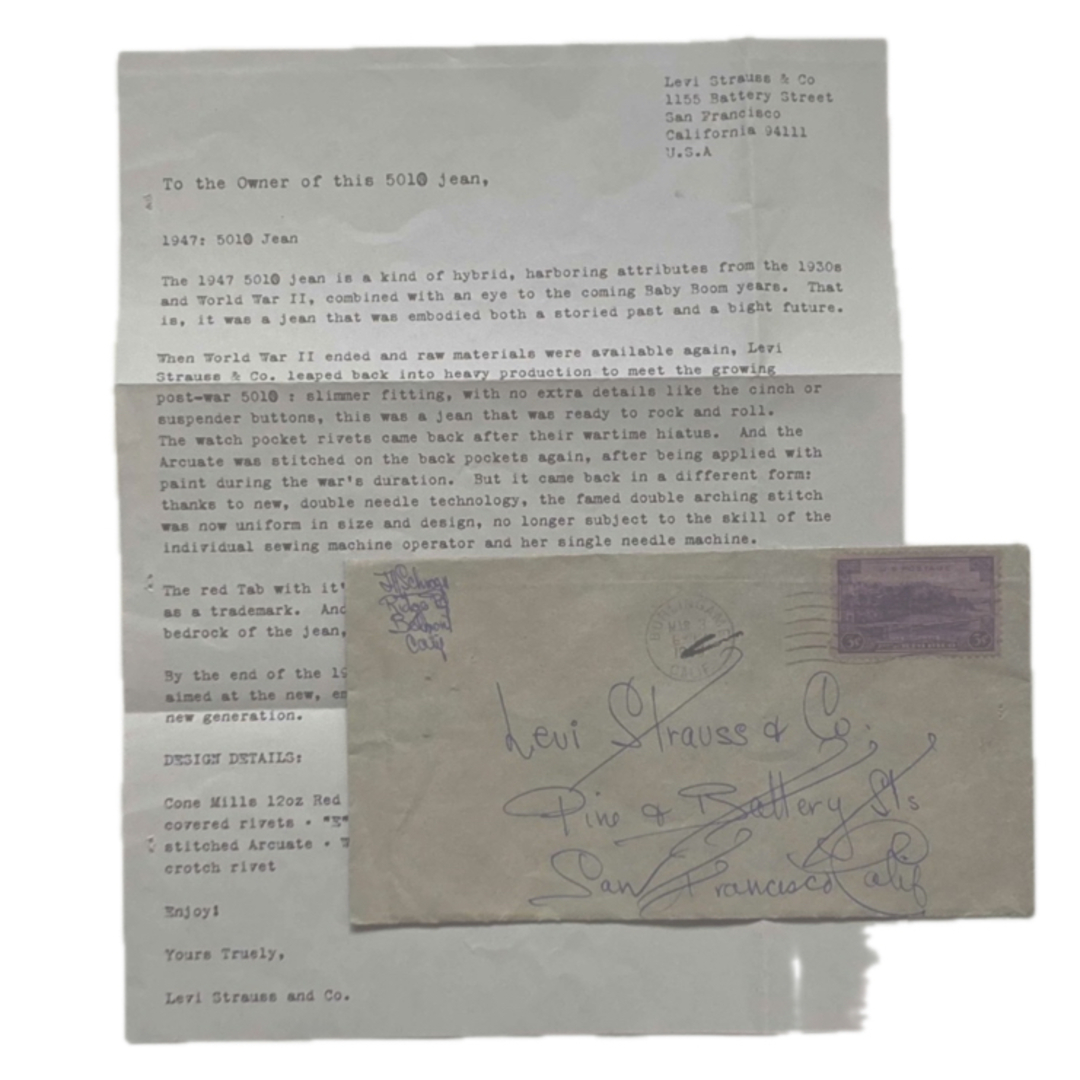 Levi Strauss & Co
1155 Battery Street
San Francisco
California 94111
U.S.A
To the Owner of this 501® jean,
1947: 501® Jean
The 1947 501® jean is a kind of hybrid, harboring attributes from the 1930s
and World War II, combined with an eye to the coming Baby Boom years. That
is, it was a jean that was embodied both a storied past and a bight future.
When World War II ended and raw materials were available again, Levi
Strauss & Co. leaped back into heavy production to meet the growing
post-war 501® : slimmer fitting, with no extra details like the cinch or
suspender buttons, this was a jean that was ready to rock and roll.
The watch pocket rivets came back after their wartime hiatus. And the
Arcuate was stitched on the back pockets again, after being applied with
paint during the war's duration. But it came back in a different form:
thanks to new, double needle technology, the famed double arching stitch
was now uniform in size and design, no longer subject to the skill of the
individual sewing machine operator and her single needle machine.
The red Tab with it'
as a trademark. And
bedrock of the jean,
By the end of the 19
aimed at the new, em
new generation.
DESIGN DETAILS:
Cone Mills 12oz Red
covered rivets • "E"
stitched Arcuate •
crotch rivet
Enjoy!
Yours Truely,
Levi Strauss and Co.
Calif
MAR 3
CALIF.
3¢ 3¢
Levi Strauss & Co.
Pine & Battery Sts
San Francisco Calif